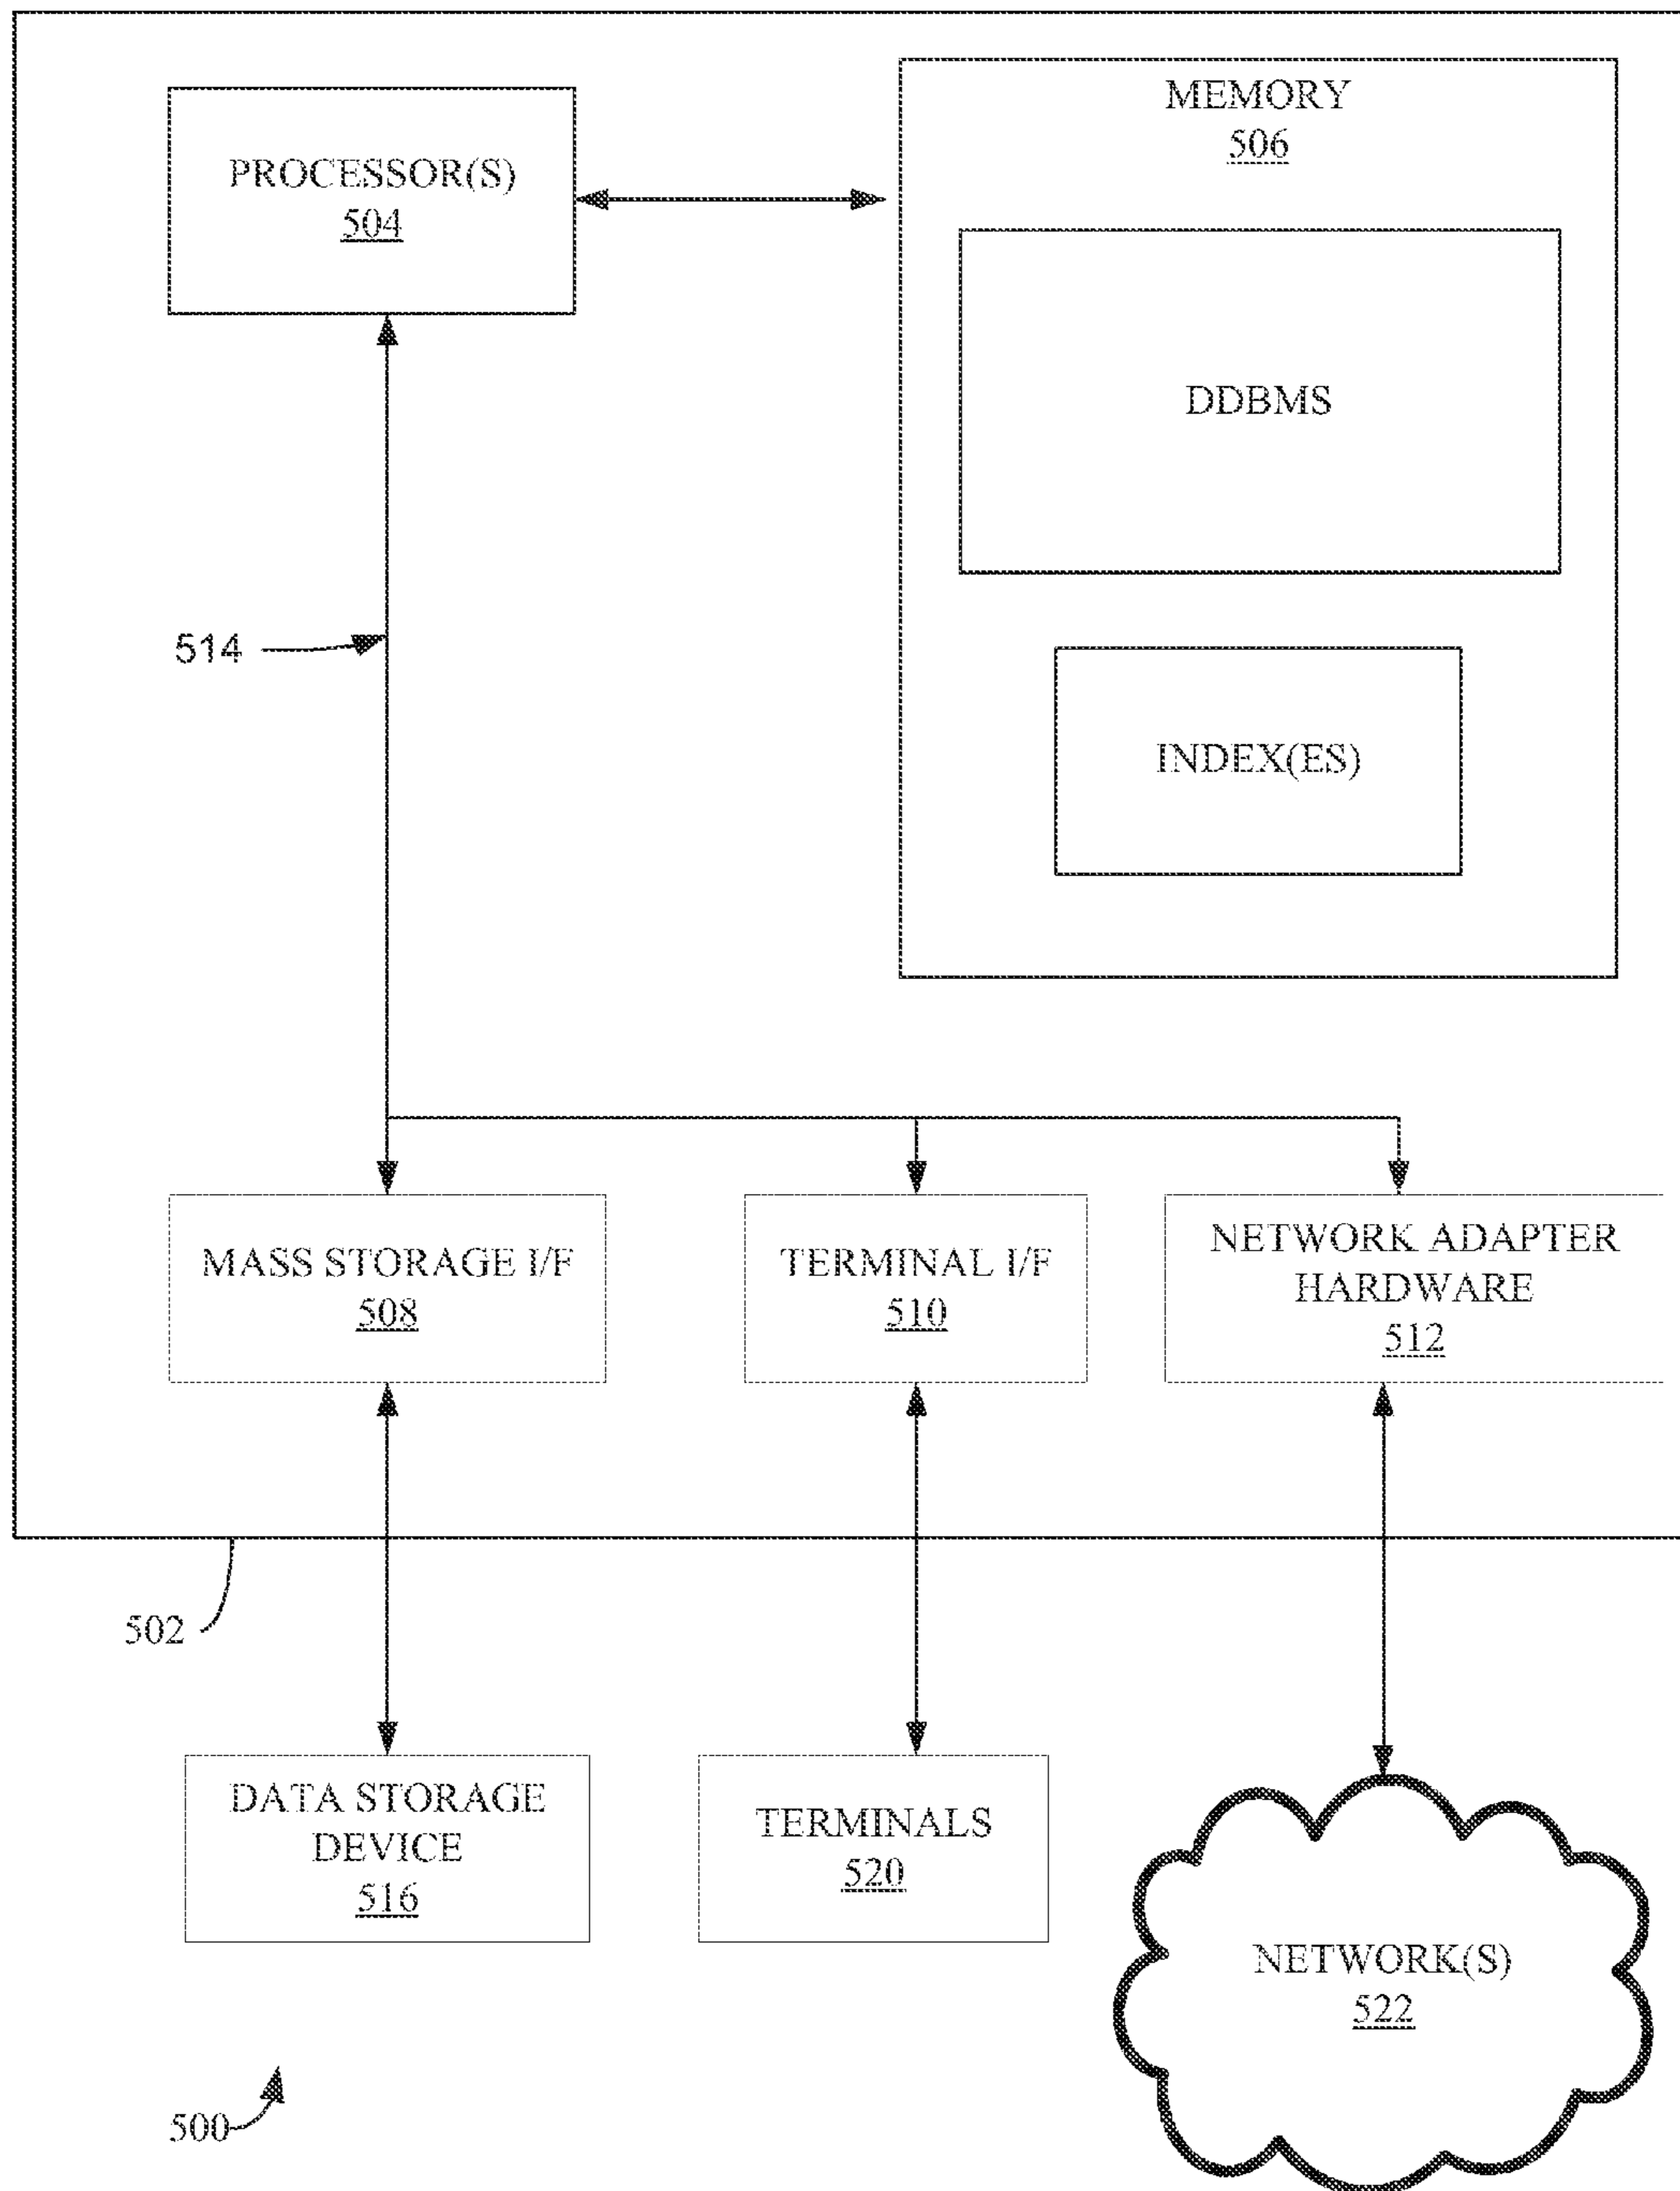 PROCESSOR(S)
504
MEMORY
506
DDBMS
514
INDEX(ES)
MASS STORAGE I/F
508
TERMINAL I/F
510
NETWORK ADAPTER
HARDWARE
512
502
DATA STORAGE
DEVICE
516
TERMINALS
520
NETWORK(S)
522
500